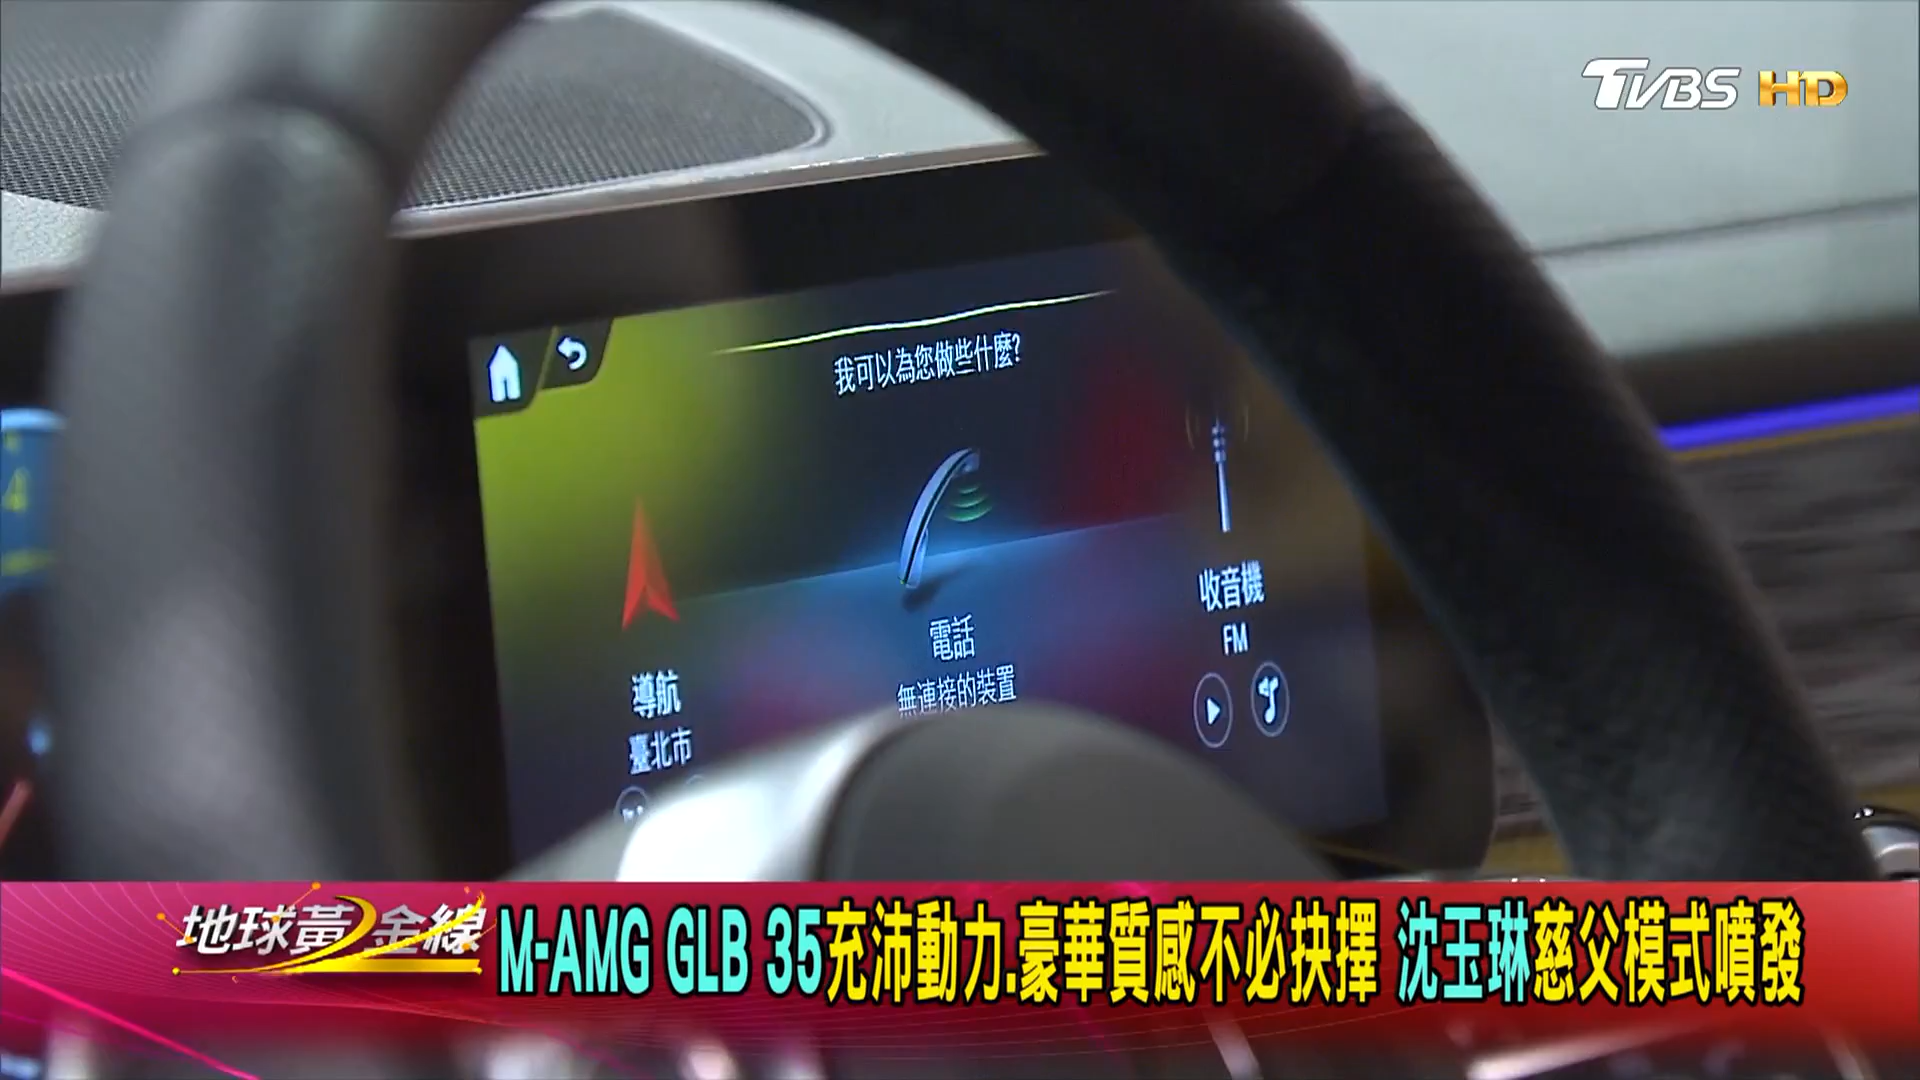 TVBS HD
我可以為您做些什麼?
導航
臺北市
電話
無連接的裝置
收音機
FM
4
地球黃金線
M-AMG GLB 35充沛動力.豪華質感不必抉擇 沈玉琳慈父模式噴發